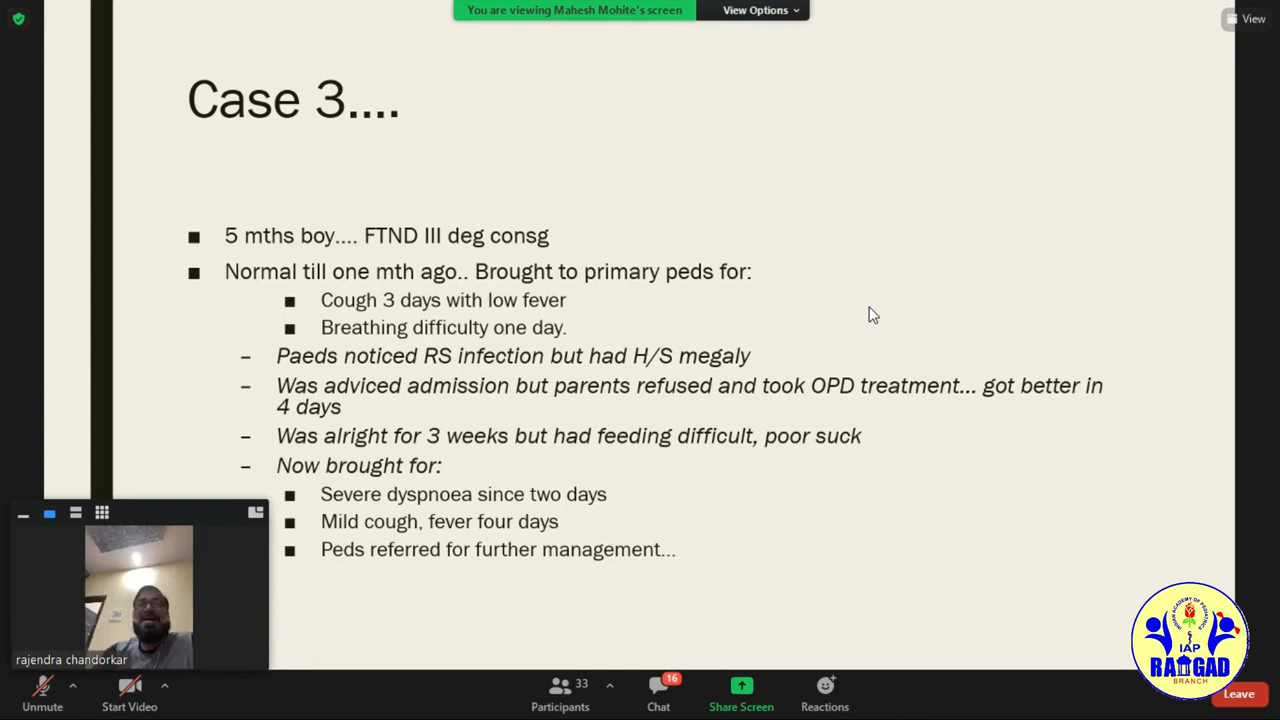 You are viewing Mahesh Mohite's screen
View Options
View
Case 3....
5 mths boy.... FTND III deg consg
Normal till one mth ago.. Brought to primary peds for:
Cough 3 days with low fever
Breathing difficulty one day.
– Paeds noticed RS infection but had H/S megaly
– Was adviced admission but parents refused and took OPD treatment... got better in
4 days
– Was alright for 3 weeks but had feeding difficult, poor suck
– Now brought for:
Severe dyspnoea since two days
Mild cough, fever four days
Peds referred for further management...
rajendra chandorkar
INDIAN ACADEMY OF PEDIATRICS
IAP
RAIGAD
BRANCH
Unmute
Start Video
33
Participants
16
Chat
Share Screen
Reactions
Leave